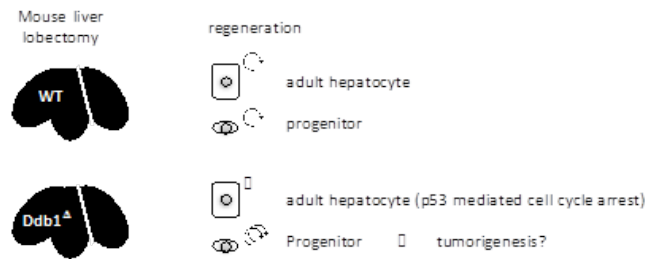 Mouse liver
lobectomy
regeneration
WT
adult hepatocyte
progenitor
Ddb1Δ
adult hepatocyte (p53 mediated cell cycle arrest)
Progenitor ▯ tumorigenesis?